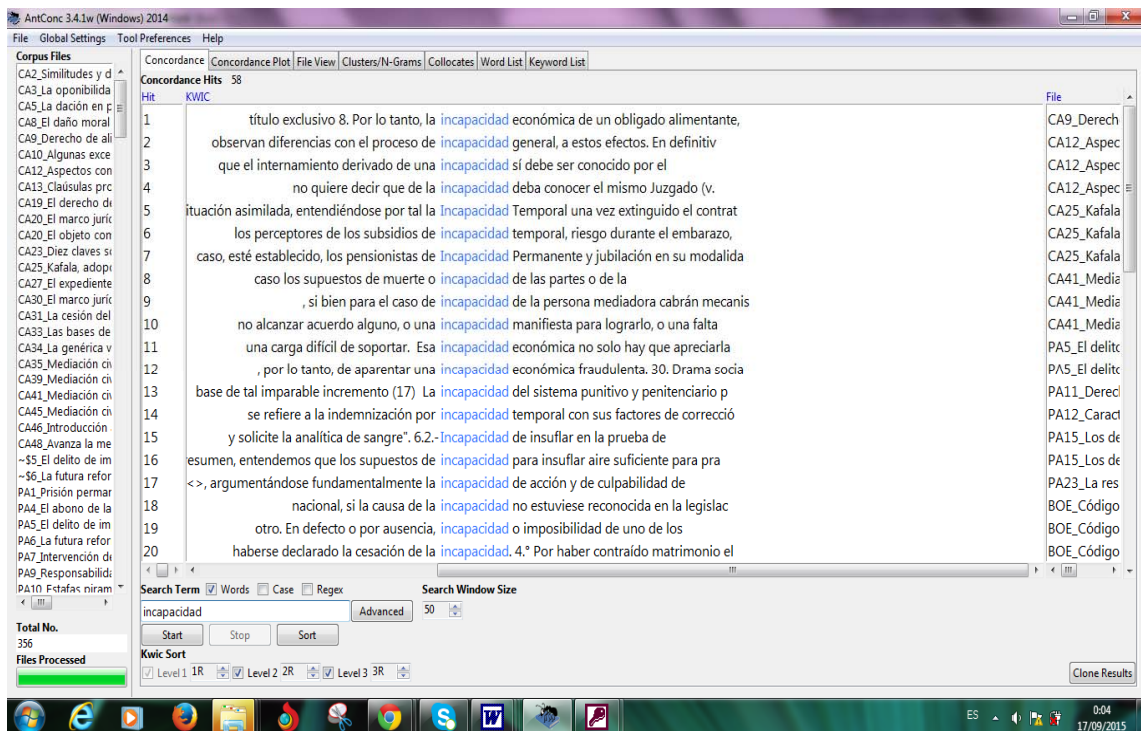 AntConc 3.4.1w (Windows) 2014
File Global Settings Tool Preferences Help
Corpus Files
CA2_Similitudes y d
CA3_La oponibilida
CA5_La dación en p
CA8_El daño moral
CA9_Derecho de ali
CA10_Algunas exce
CA12_Aspectos con
CA13_Claúsulas prc
CA19_El derecho de
CA20_El marco juríc
CA20_El objeto com
CA23_Diez claves so
CA25_Kafala, adopc
CA27_El expediente
CA30_El marco juríc
CA31_La cesión del
CA33_Las bases de
CA34_La genérica v
CA35_Mediación civ
CA39_Mediación civ
CA41_Mediación civ
CA45_Mediación civ
CA46_Introducción
CA48_Avanza la me
~$5_El delito de im
~$6_La futura refor
PA1_Prisión permar
PA4_El abono de la
PA5_El delito de im
PA6_La futura refor
PA7_Intervención de
PA9_Responsabilida
PA10_Estafas piram
Total No.
356
Files Processed
Concordance Concordance Plot File View Clusters/N-Grams Collocates Word List Keyword List
Concordance Hits 58
Hit KWIC File
1 título exclusivo 8. Por lo tanto, la incapacidad económica de un obligado alimentante, CA9_Derech
2 observan diferencias con el proceso de incapacidad general, a estos efectos. En definitiv CA12_Aspec
3 que el internamiento derivado de una incapacidad sí debe ser conocido por el CA12_Aspec
4 no quiere decir que de la incapacidad deba conocer el mismo Juzgado (v. CA12_Aspec
5 ituación asimilada, entendiéndose por tal la Incapacidad Temporal una vez extinguido el contrat CA25_Kafala
6 los perceptores de los subsidios de incapacidad temporal, riesgo durante el embarazo, CA25_Kafala
7 caso, esté establecido, los pensionistas de Incapacidad Permanente y jubilación en su modalida CA25_Kafala
8 caso los supuestos de muerte o incapacidad de las partes o de la CA41_Media
9 , si bien para el caso de incapacidad de la persona mediadora cabrán mecanis CA41_Media
10 no alcanzar acuerdo alguno, o una incapacidad manifiesta para lograrlo, o una falta CA41_Media
11 una carga difícil de soportar. Esa incapacidad económica no solo hay que apreciarla PA5_El delitc
12 , por lo tanto, de aparentar una incapacidad económica fraudulenta. 30. Drama socia PA5_El delitc
13 base de tal imparable incremento (17) La incapacidad del sistema punitivo y penitenciario p PA11_Derecl
14 se refiere a la indemnización por incapacidad temporal con sus factores de correcció PA12_Caract
15 y solicite la analítica de sangre". 6.2.-Incapacidad de insuflar en la prueba de PA15_Los de
16 resumen, entendemos que los supuestos de incapacidad para insuflar aire suficiente para pra PA15_Los de
17 <>, argumentándose fundamentalmente la incapacidad de acción y de culpabilidad de PA23_La res
18 nacional, si la causa de la incapacidad no estuviese reconocida en la legislac BOE_Código
19 otro. En defecto o por ausencia, incapacidad o imposibilidad de uno de los BOE_Código
20 haberse declarado la cesación de la incapacidad. 4.° Por haber contraído matrimonio el BOE_Código
Search Term Words Case Regex Search Window Size
incapacidad Advanced 50
Start Stop Sort
Kwic Sort
Level 1 1R Level 2 2R Level 3 3R Clone Results
ES 0:04
17/09/2015